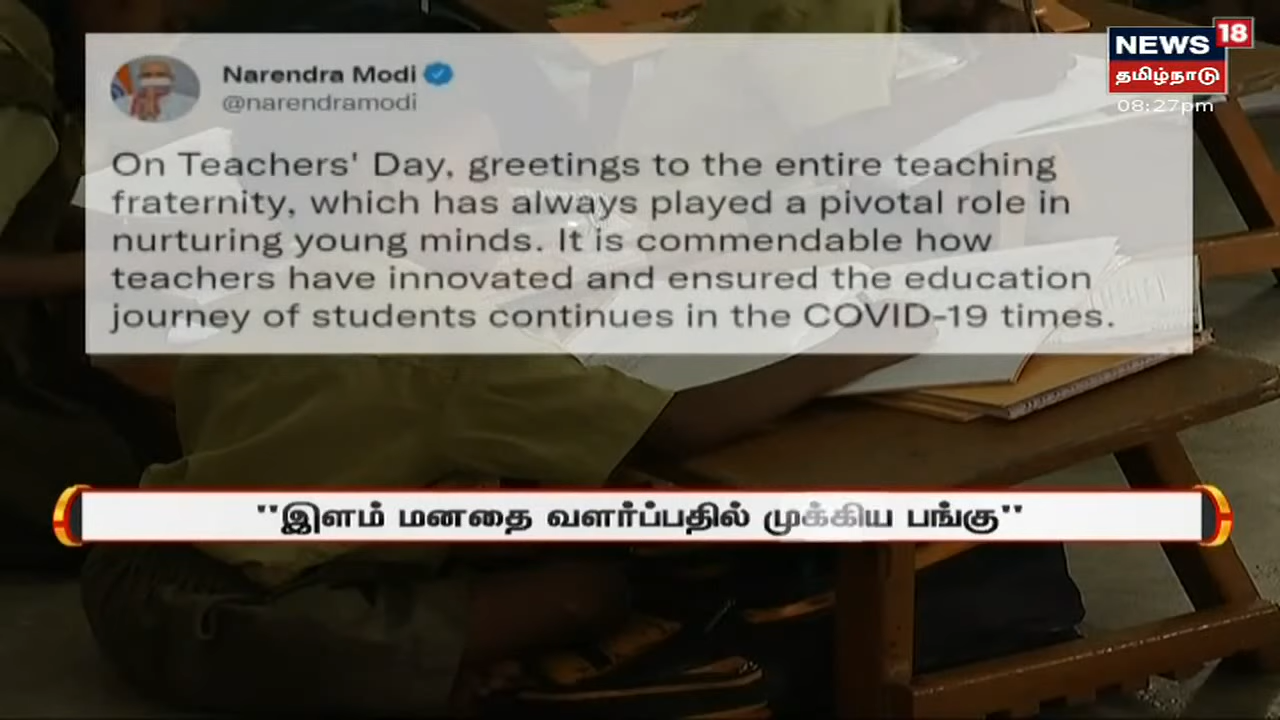 NEWS 18
தமிழ்நாடு
08:27pm
Narendra Modi
@narendramodi
On Teachers' Day, greetings to the entire teaching
fraternity, which has always played a pivotal role in
nurturing young minds. It is commendable how
teachers have innovated and ensured the education
journey of students continues in the COVID-19 times.
"இளம் மனதை வளர்ப்பதில் முக்கிய பங்கு"